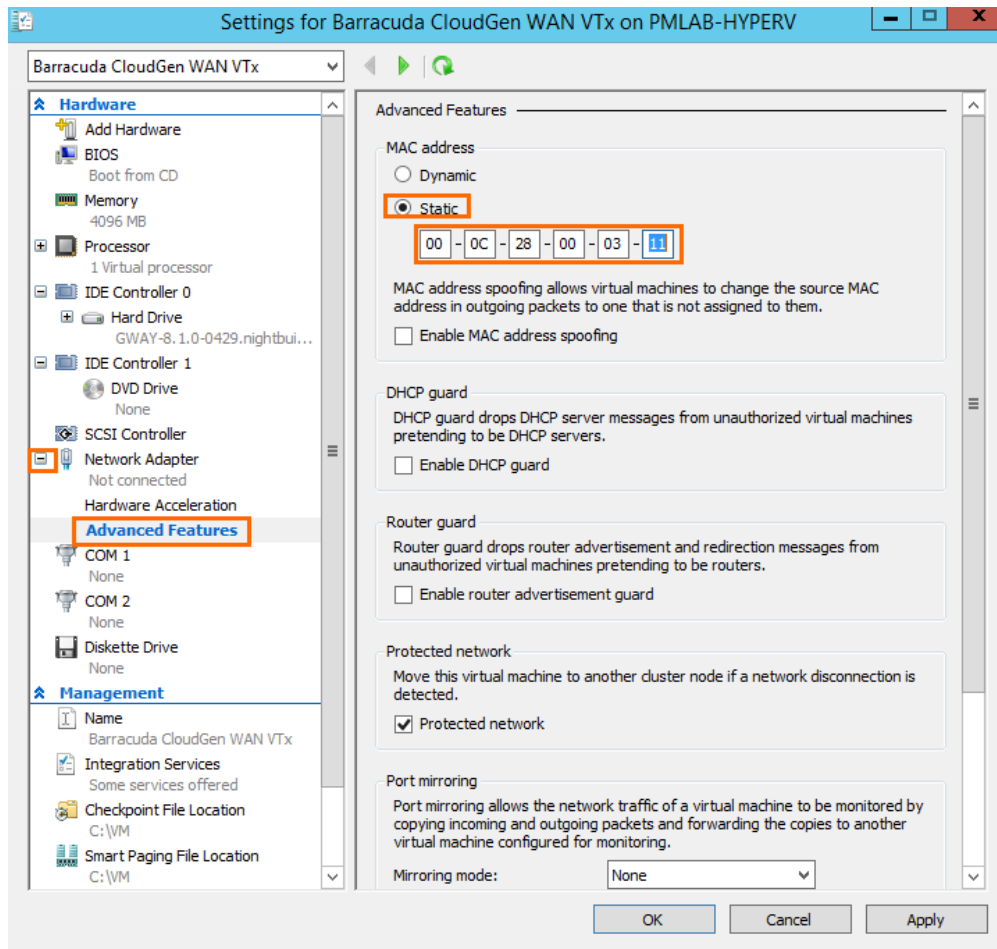 Settings for Barracuda CloudGen WAN VTx on PMLAB-HYPERV
Barracuda CloudGen WAN VTx
Hardware
Add Hardware
BIOS
Boot from CD
Memory
4096 MB
Processor
1 Virtual processor
IDE Controller 0
Hard Drive
GWAY-8.1.0-0429.nightbui...
IDE Controller 1
DVD Drive
None
SCSI Controller
Network Adapter
Not connected
Hardware Acceleration
Advanced Features
COM 1
None
COM 2
None
Diskette Drive
None
Management
Name
Barracuda CloudGen WAN VTx
Integration Services
Some services offered
Checkpoint File Location
C:\VM
Smart Paging File Location
C:\VM
Advanced Features
MAC address
Dynamic
Static
00 - 0C - 28 - 00 - 03 - 11
MAC address spoofing allows virtual machines to change the source MAC
address in outgoing packets to one that is not assigned to them.
Enable MAC address spoofing
DHCP guard
DHCP guard drops DHCP server messages from unauthorized virtual machines
pretending to be DHCP servers.
Enable DHCP guard
Router guard
Router guard drops router advertisement and redirection messages from
unauthorized virtual machines pretending to be routers.
Enable router advertisement guard
Protected network
Move this virtual machine to another cluster node if a network disconnection is
detected.
Protected network
Port mirroring
Port mirroring allows the network traffic of a virtual machine to be monitored by
copying incoming and outgoing packets and forwarding the copies to another
virtual machine configured for monitoring.
Mirroring mode: None
OK Cancel Apply